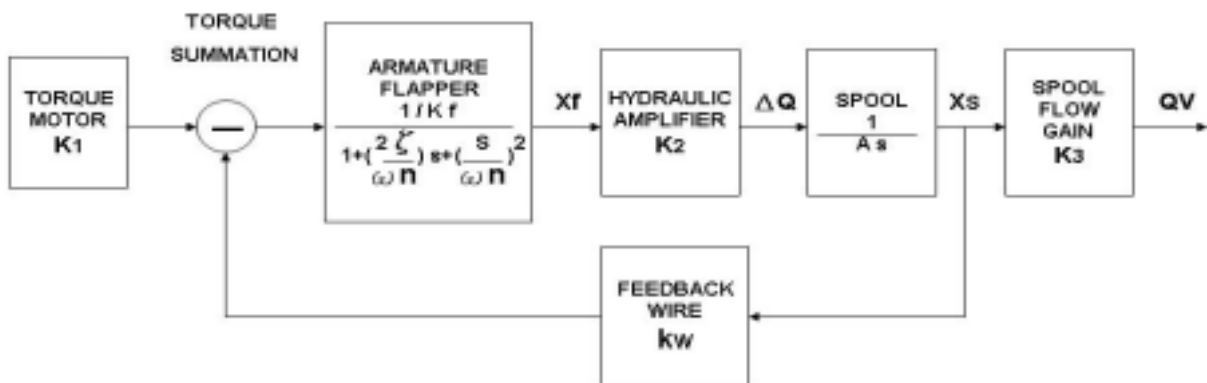 TORQUE
SUMMATION
TORQUE
MOTOR
K1
—
ARMATURE
FLAPPER
1 / K f
1+(2 ζ/ω n) s+(S/ω n)2
Xf
HYDRAULIC
AMPLIFIER
K2
Δ Q
SPOOL
1
A s
Xs
SPOOL
FLOW
GAIN
K3
QV
FEEDBACK
WIRE
kw